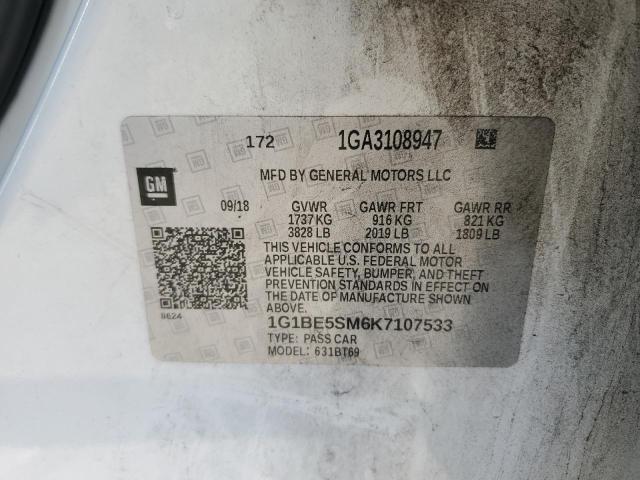 172 1GA3108947
GM
MFD BY GENERAL MOTORS LLC
09/18 GVWR GAWR FRT GAWR RR
1737 KG 916 KG 821 KG
3828 LB 2019 LB 1809 LB
THIS VEHICLE CONFORMS TO ALL
APPLICABLE U.S. FEDERAL MOTOR
VEHICLE SAFETY, BUMPER, AND THEFT
PREVENTION STANDARDS IN EFFECT ON
THE DATE OF MANUFACTURE SHOWN
ABOVE.
8624
1G1BE5SM6K7107533
TYPE: PASS CAR
MODEL: 631BT69